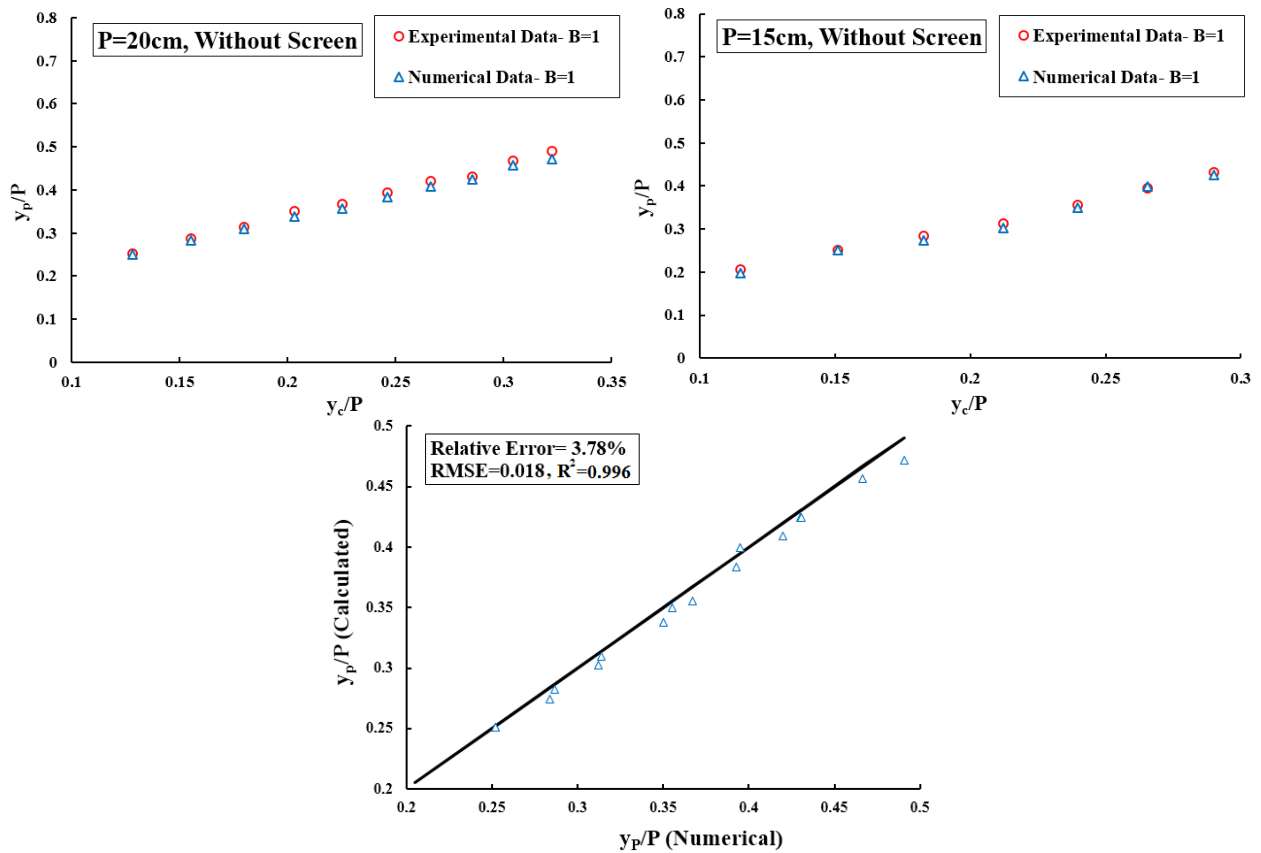 P=20cm, Without Screen
Experimental Data- B=1
Numerical Data- B=1
0.8
0.7
0.6
0.5
0.4
0.3
0.2
0.1
0
yp/P
0.1 0.15 0.2 0.25 0.3 0.35
yc/P
P=15cm, Without Screen
Experimental Data- B=1
Numerical Data- B=1
0.8
0.7
0.6
0.5
0.4
0.3
0.2
0.1
0
yp/P
0.1 0.15 0.2 0.25 0.3
yc/P
Relative Error= 3.78%
RMSE=0.018, R²=0.996
0.5
0.45
0.4
0.35
0.3
0.25
0.2
yp/P (Calculated)
0.2 0.25 0.3 0.35 0.4 0.45 0.5
yP/P (Numerical)